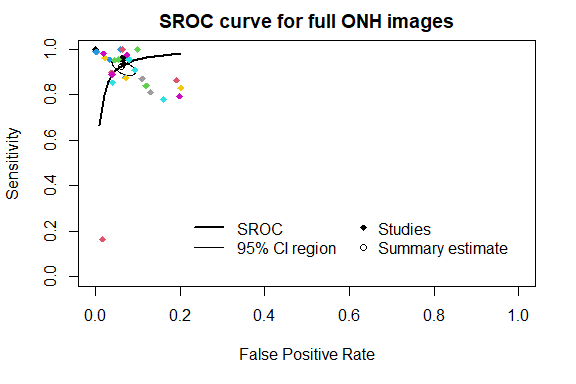 SROC curve for full ONH images
Sensitivity
1.0
0.8
0.6
0.4
0.2
0.0
SROC
95% CI region
Studies
Summary estimate
0.0 0.2 0.4 0.6 0.8 1.0
False Positive Rate